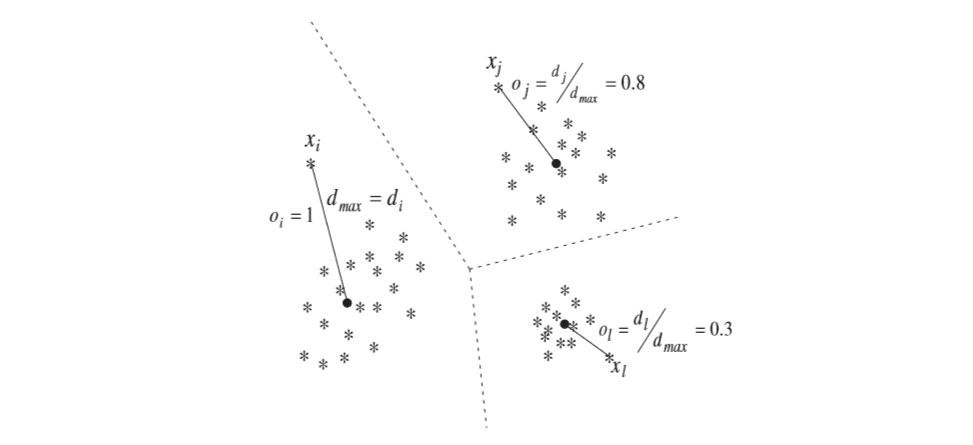 x_j
o_j = d_j/d_max = 0.8
x_i
d_max = d_i
o_i = 1
o_l = d_l/d_max = 0.3
x_l